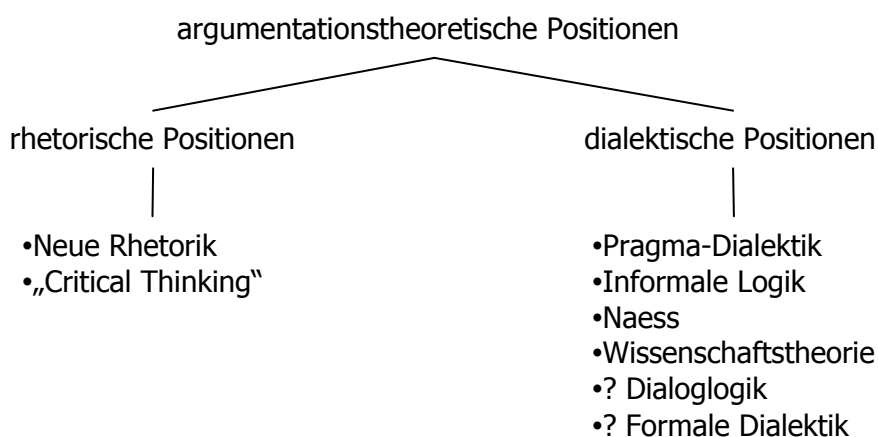 argumentationstheoretische Positionen
rhetorische Positionen
dialektische Positionen
•Neue Rhetorik
•„Critical Thinking“
•Pragma-Dialektik
•Informale Logik
•Naess
•Wissenschaftstheorie
•? Dialoglogik
•? Formale Dialektik